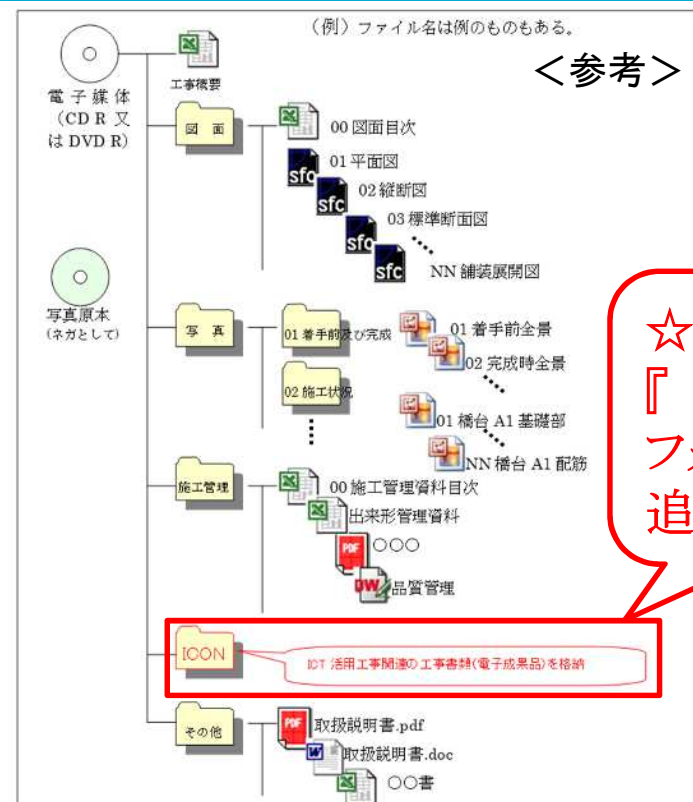 （例）ファイル名は例のものもある。
＜参考＞
工事概要
電子媒体
（CD R 又
は DVD R）
図 面
00 図面目次
sfc
01 平面図
sfc
02 縦断図
sfc
03 標準断面図
sfc
NN 舗装展開図
写真原本
(ネガとして)
写 真
01 着手前及び完成
01 着手前全景
02 完成時全景
02 施工状況
01 橋台 A1 基礎部
NN 橋台 A1 配筋
☆
『
追
施工管理
00 施工管理資料目次
出来形管理資料
PDF
○○○
DW
品質管理
ICON
ICT 活用工事関連の工事書類(電子成果品)を格納
その他
PDF
取扱説明書.pdf
W
取扱説明書.doc
○○書